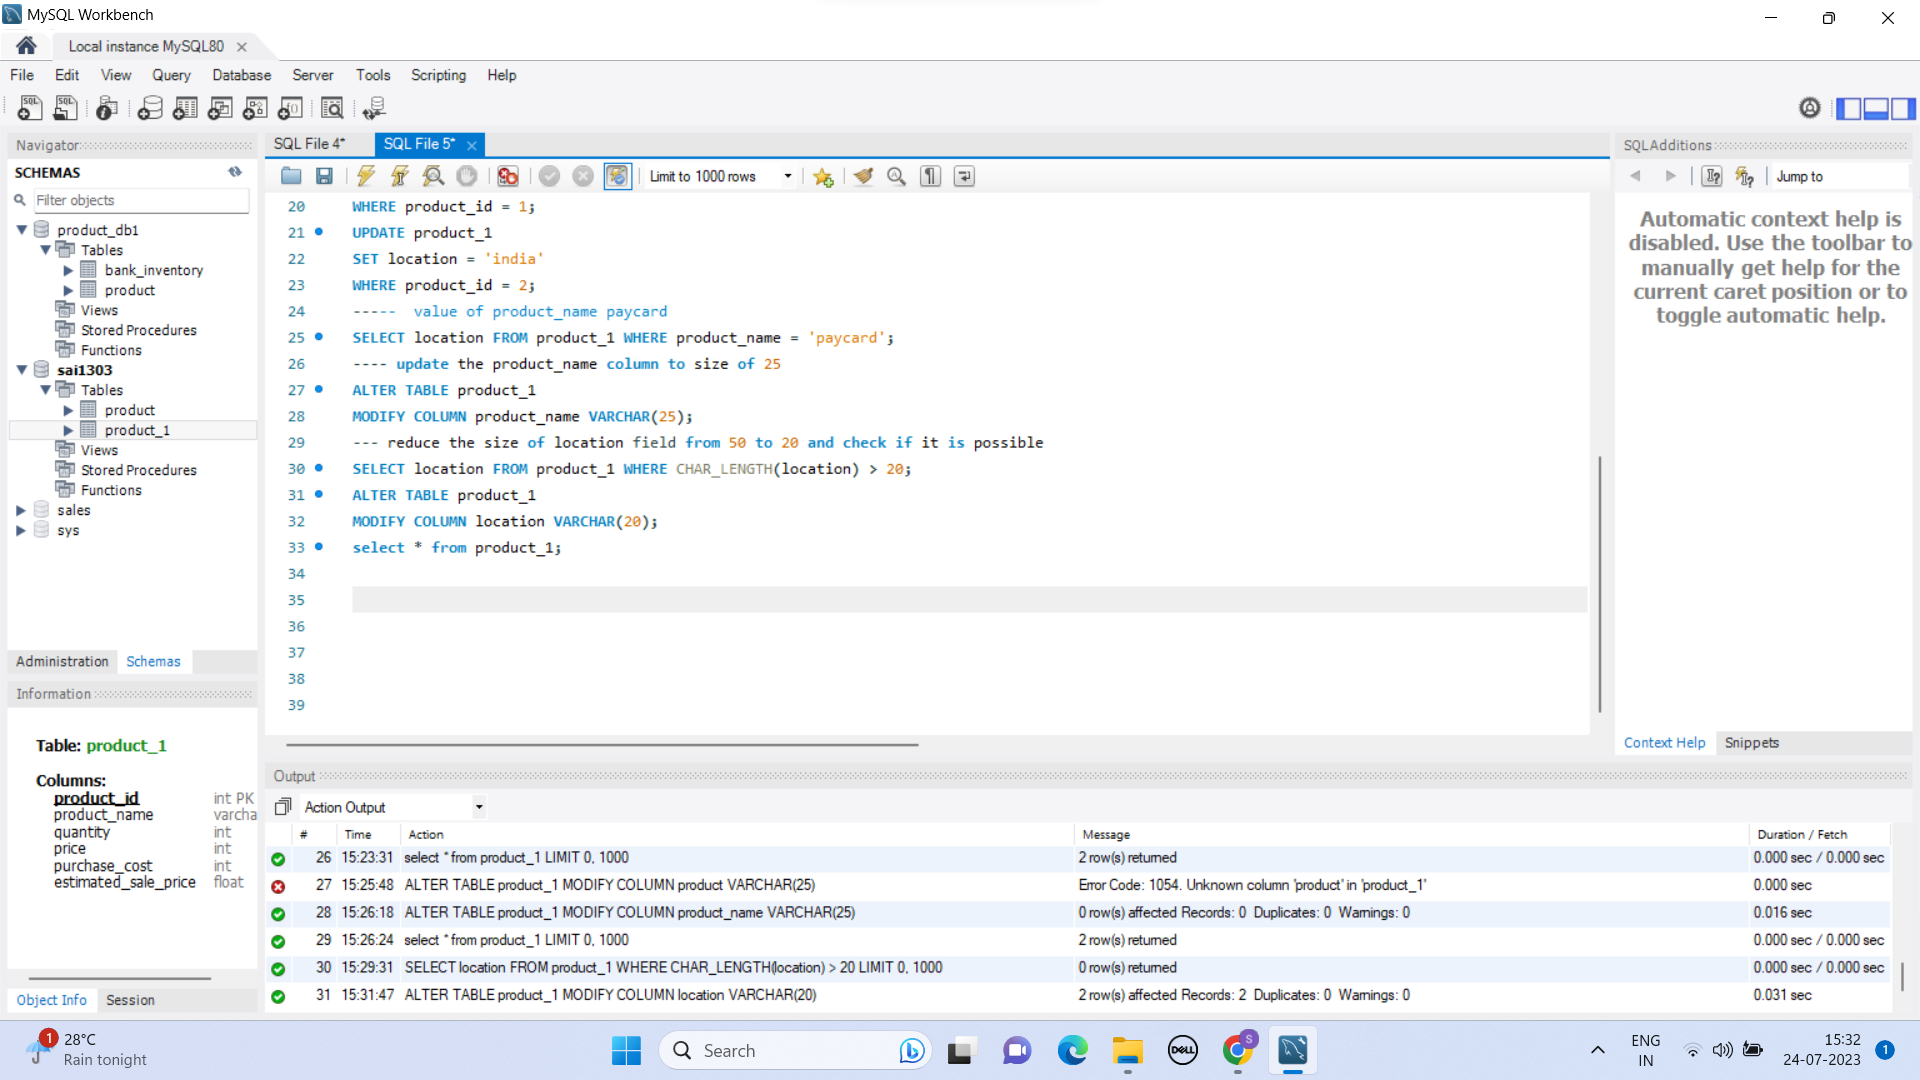 MySQL Workbench
Local instance MySQL80
File Edit View Query Database Server Tools Scripting Help
Navigator
SCHEMAS
Filter objects
product_db1
Tables
bank_inventory
product
Views
Stored Procedures
Functions
sai1303
Tables
product
product_1
Views
Stored Procedures
Functions
sales
sys
Administration Schemas
Information
Table: product_1
Columns:
product_id int PK
product_name varcha
quantity int
price int
purchase_cost int
estimated_sale_price float
Object Info Session
SQL File 4* SQL File 5*
Limit to 1000 rows
20 WHERE product_id = 1;
21 UPDATE product_1
22 SET location = 'india'
23 WHERE product_id = 2;
24 ----- value of product_name paycard
25 SELECT location FROM product_1 WHERE product_name = 'paycard';
26 ---- update the product_name column to size of 25
27 ALTER TABLE product_1
28 MODIFY COLUMN product_name VARCHAR(25);
29 --- reduce the size of location field from 50 to 20 and check if it is possible
30 SELECT location FROM product_1 WHERE CHAR_LENGTH(location) > 20;
31 ALTER TABLE product_1
32 MODIFY COLUMN location VARCHAR(20);
33 select * from product_1;
34
35
36
37
38
39
Output
Action Output
# Time Action Message Duration / Fetch
26 15:23:31 select * from product_1 LIMIT 0, 1000 2 row(s) returned 0.000 sec / 0.000 sec
27 15:25:48 ALTER TABLE product_1 MODIFY COLUMN product VARCHAR(25) Error Code: 1054. Unknown column 'product' in 'product_1' 0.000 sec
28 15:26:18 ALTER TABLE product_1 MODIFY COLUMN product_name VARCHAR(25) 0 row(s) affected Records: 0 Duplicates: 0 Warnings: 0 0.016 sec
29 15:26:24 select * from product_1 LIMIT 0, 1000 2 row(s) returned 0.000 sec / 0.000 sec
30 15:29:31 SELECT location FROM product_1 WHERE CHAR_LENGTH(location) > 20 LIMIT 0, 1000 0 row(s) returned 0.000 sec / 0.000 sec
31 15:31:47 ALTER TABLE product_1 MODIFY COLUMN location VARCHAR(20) 2 row(s) affected Records: 2 Duplicates: 0 Warnings: 0 0.031 sec
SQLAdditions
Jump to
Automatic context help is
disabled. Use the toolbar to
manually get help for the
current caret position or to
toggle automatic help.
Context Help Snippets
1
28°C
Rain tonight
Search
DELL
S
ENG
IN
15:32
24-07-2023
1